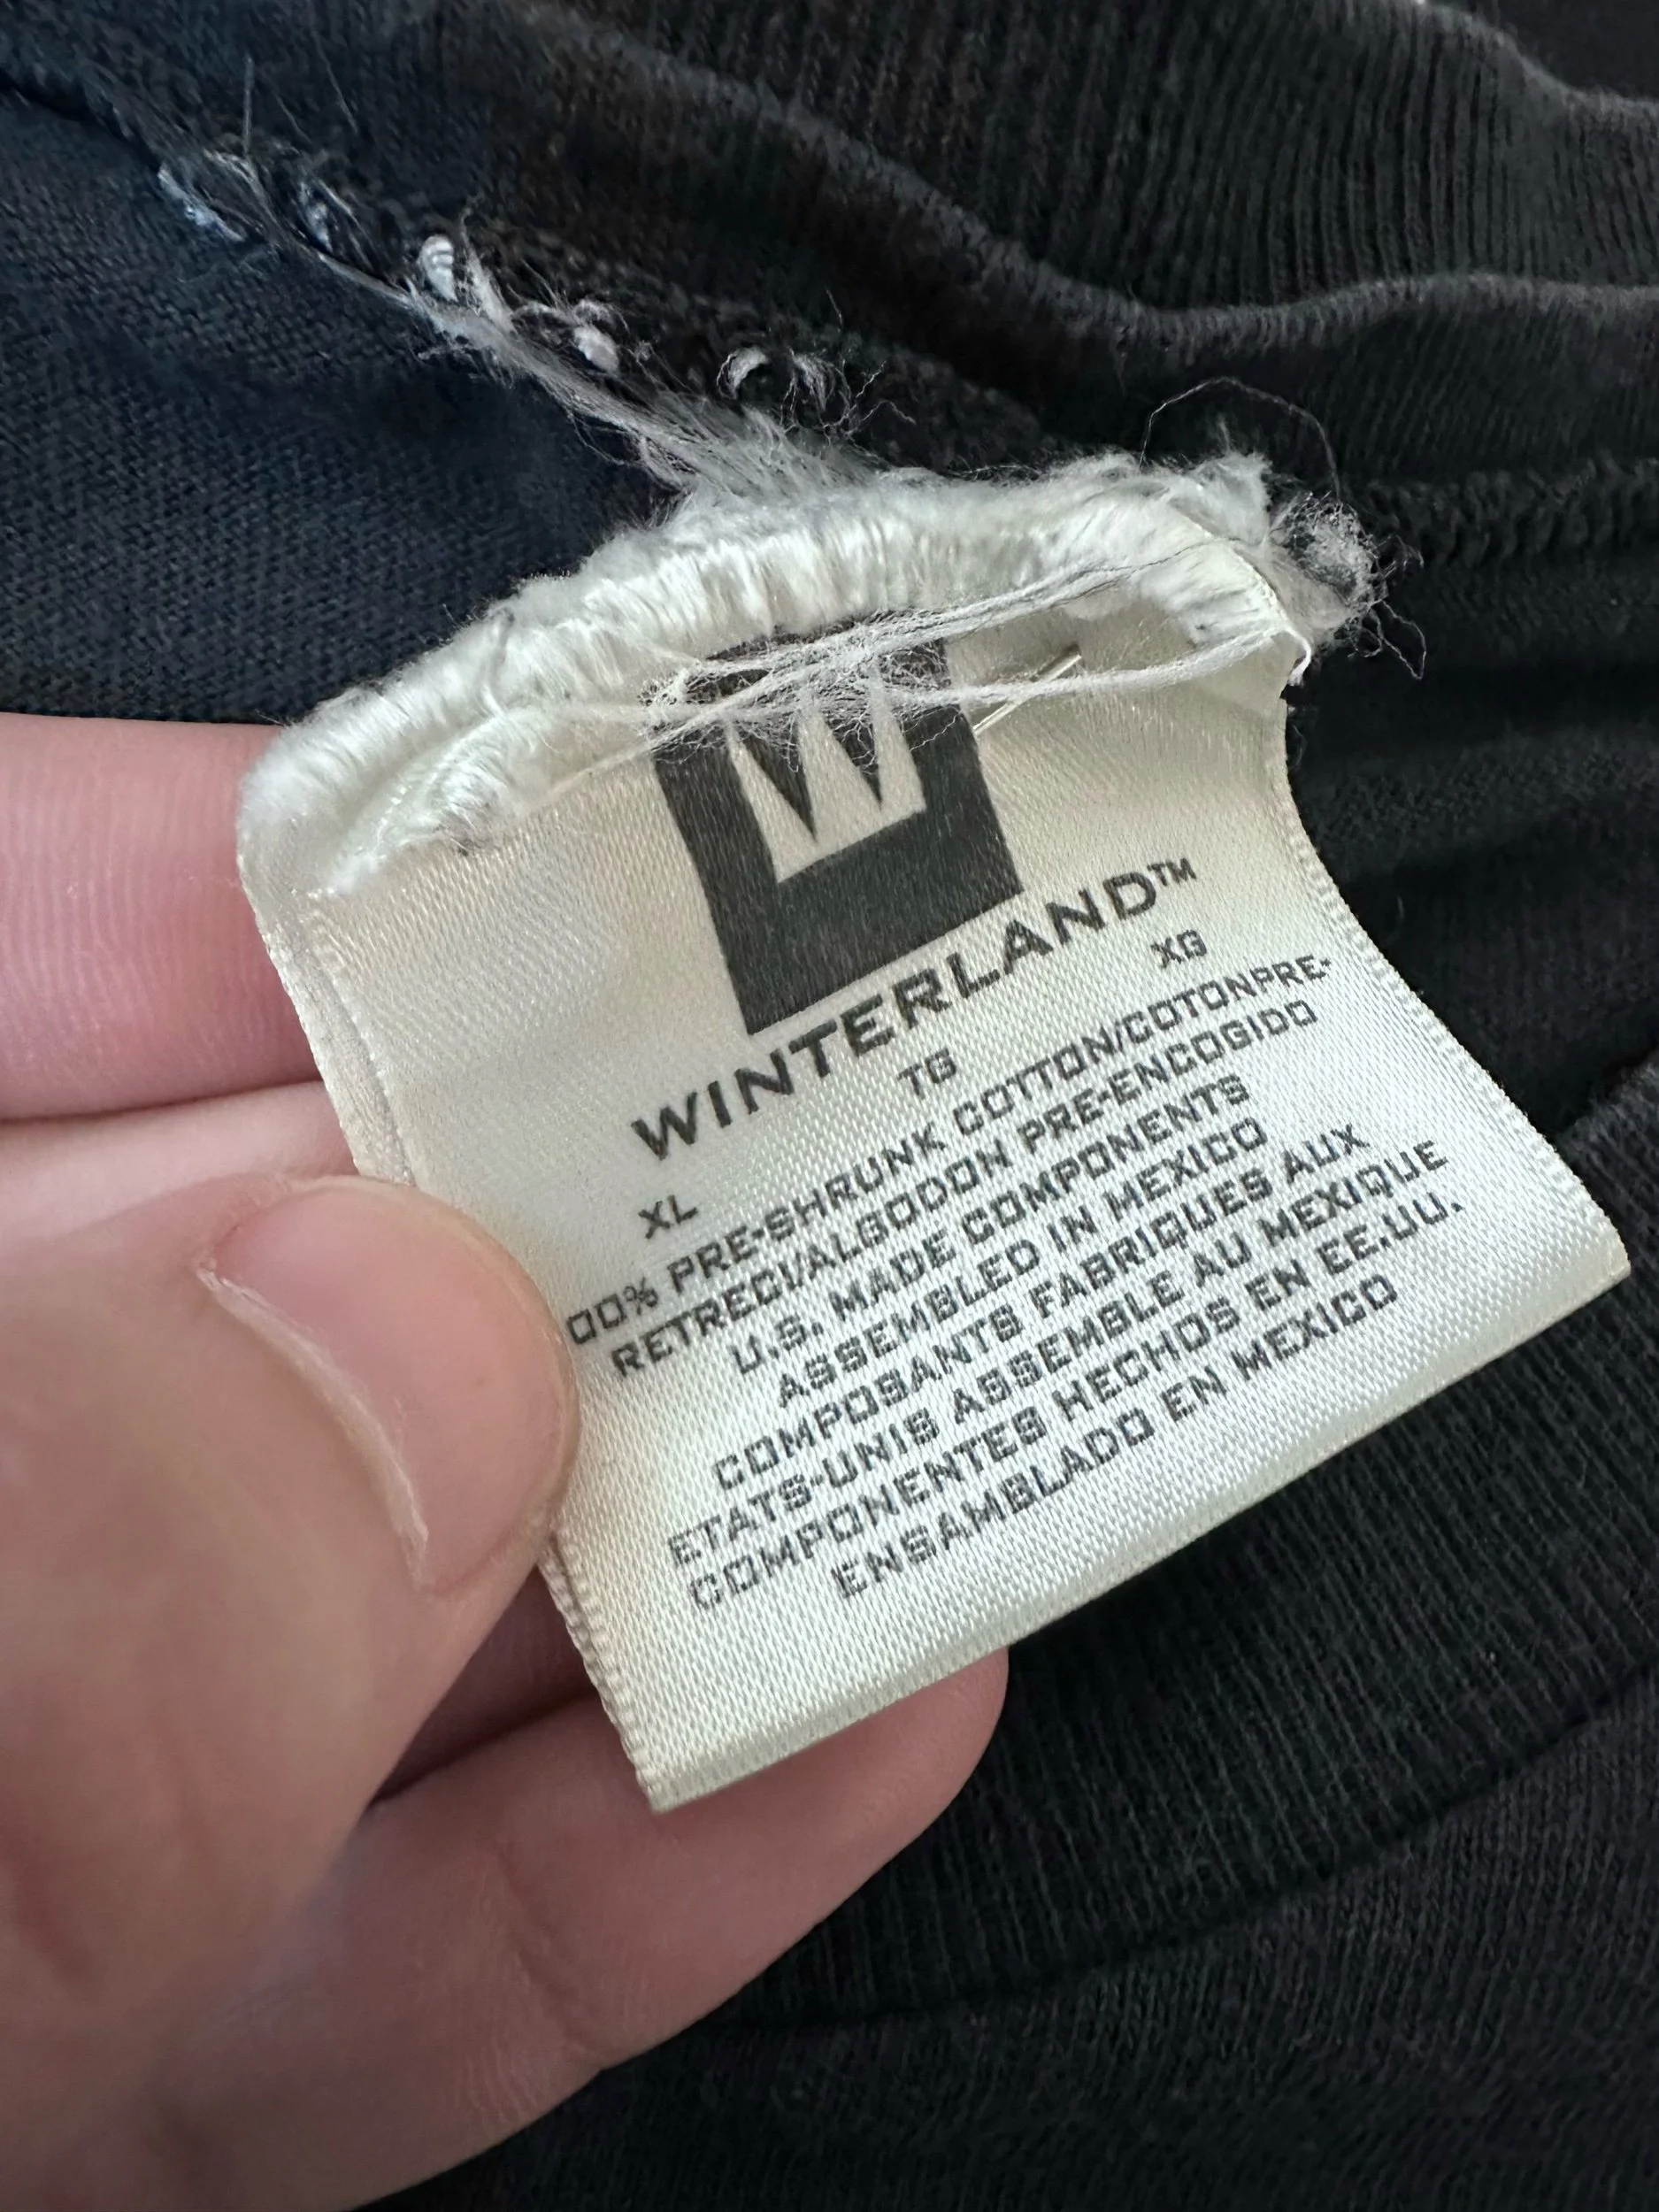 W
WINTERLAND™
XL TG XG
00% PRE-SHRUNK COTTON/COTONPRE-
RETRECI/ALGODON PRE-ENCOGIDO
U.S. MADE COMPONENTS
ASSEMBLED IN MEXICO
COMPOSANTS FABRIQUES AUX
ETATS-UNIS ASSEMBLE AU MEXIQUE
COMPONENTES HECHOS EN EE.UU.
ENSAMBLADO EN MEXICO